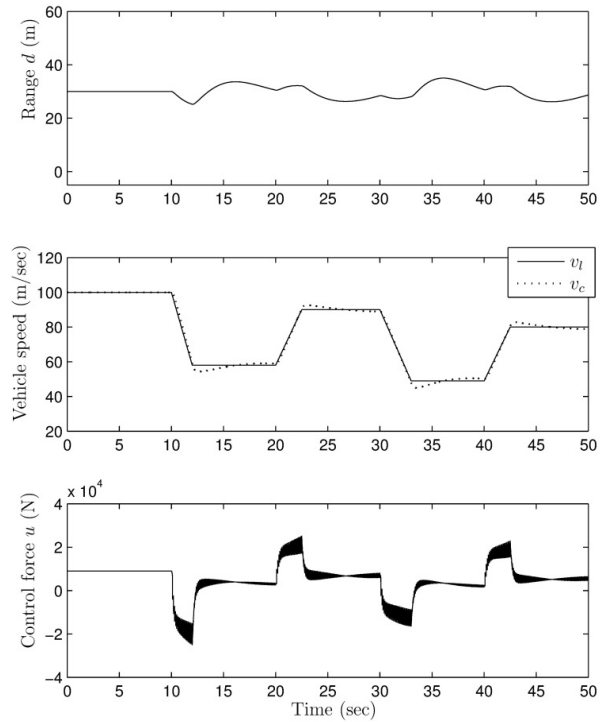 60
40
20
0
Range d (m)
0 5 10 15 20 25 30 35 40 45 50
120
100
80
60
40
20
Vehicle speed (m/sec)
v_l
v_c
0 5 10 15 20 25 30 35 40 45 50
x 10^4
4
2
0
−2
−4
Control force u (N)
0 5 10 15 20 25 30 35 40 45 50
Time (sec)